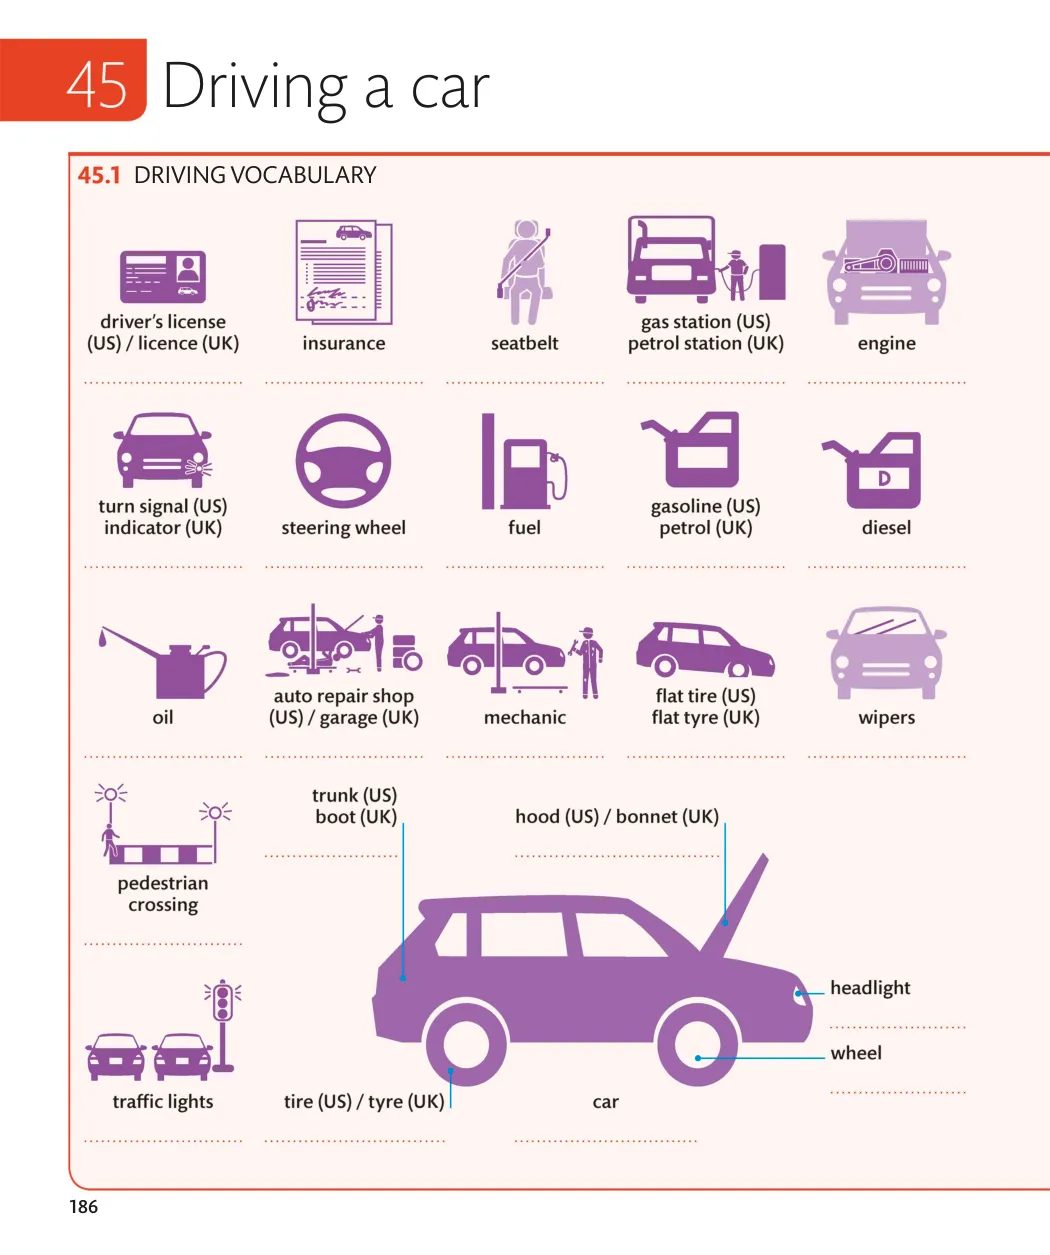 45 Driving a car
45.1 DRIVING VOCABULARY
driver's license
(US) / licence (UK)
insurance
seatbelt
gas station (US)
petrol station (UK)
engine
turn signal (US)
indicator (UK)
steering wheel
fuel
gasoline (US)
petrol (UK)
D
diesel
oil
auto repair shop
(US) / garage (UK)
mechanic
flat tire (US)
flat tyre (UK)
wipers
pedestrian
crossing
trunk (US)
boot (UK)
hood (US) / bonnet (UK)
headlight
wheel
traffic lights
tire (US) / tyre (UK)
car
186